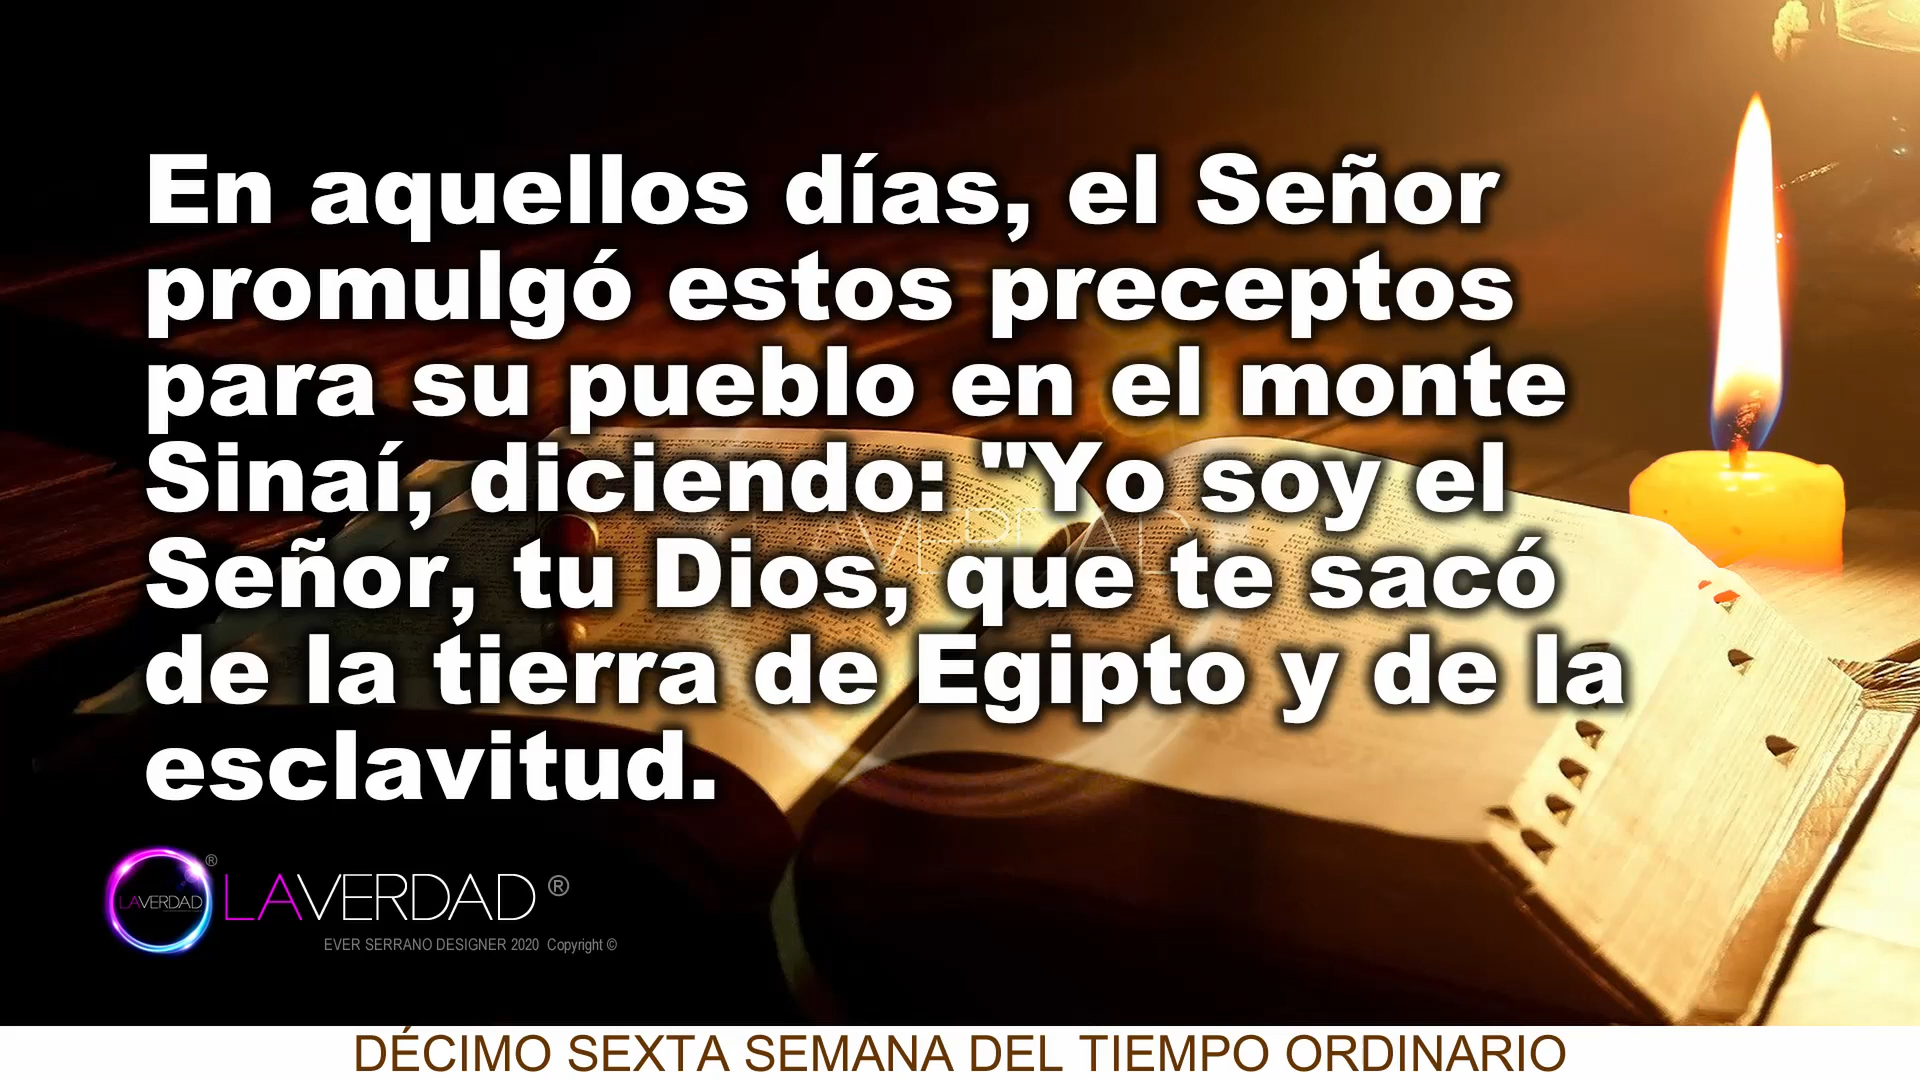 En aquellos días, el Señor
promulgó estos preceptos
para su pueblo en el monte
Sinaí, diciendo: "Yo soy el
Señor, tu Dios, que te sacó
de la tierra de Egipto y de la
esclavitud.
LAVERDAD ®
LAVERDAD ®
EVER SERRANO DESIGNER 2020 Copyright ©
DÉCIMO SEXTA SEMANA DEL TIEMPO ORDINARIO